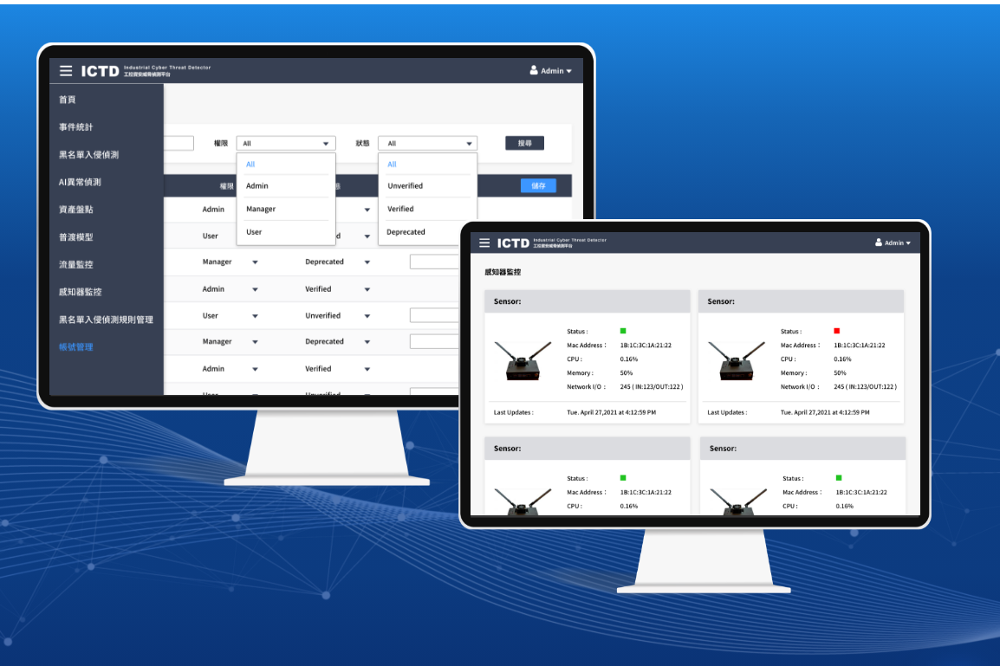 ICTD Industrial Cyber Threat Detector
工控資安威脅偵測平台
Admin
首頁
事件統計
黑名單入侵偵測
AI異常偵測
資產盤點
普渡模型
流量監控
感知器監控
黑名單入侵偵測規則管理
帳號管理
權限 All 狀態 All 搜尋
All
Admin
Manager
User
All
Unverified
Verified
Deprecated
權限 態 儲存
Admin
User d
Manager Deprecated
Admin Verified
User Unverified
Manager Deprecated
Admin Verified
User Unverified
ICTD Industrial Cyber Threat Detector
工控資安威脅偵測平台
Admin
感知器監控
Sensor:
Status :
Mac Address : 1B:1C:3C:1A:21:22
CPU : 0.16%
Memory : 50%
Network I/O : 245 ( IN:123/OUT:122 )
Last Updates : Tue. April 27,2021 at 4:12:59 PM
Sensor:
Status :
Mac Address : 1B:1C:3C:1A:21:22
CPU : 0.16%
Memory : 50%
Network I/O : 245 ( IN:123/OUT:122 )
Last Updates : Tue. April 27,2021 at 4:12:59 PM
Sensor:
Status :
Mac Address : 1B:1C:3C:1A:21:22
CPU : 0.16%
Sensor:
Status :
Mac Address : 1B:1C:3C:1A:21:22
CPU : 0.16%